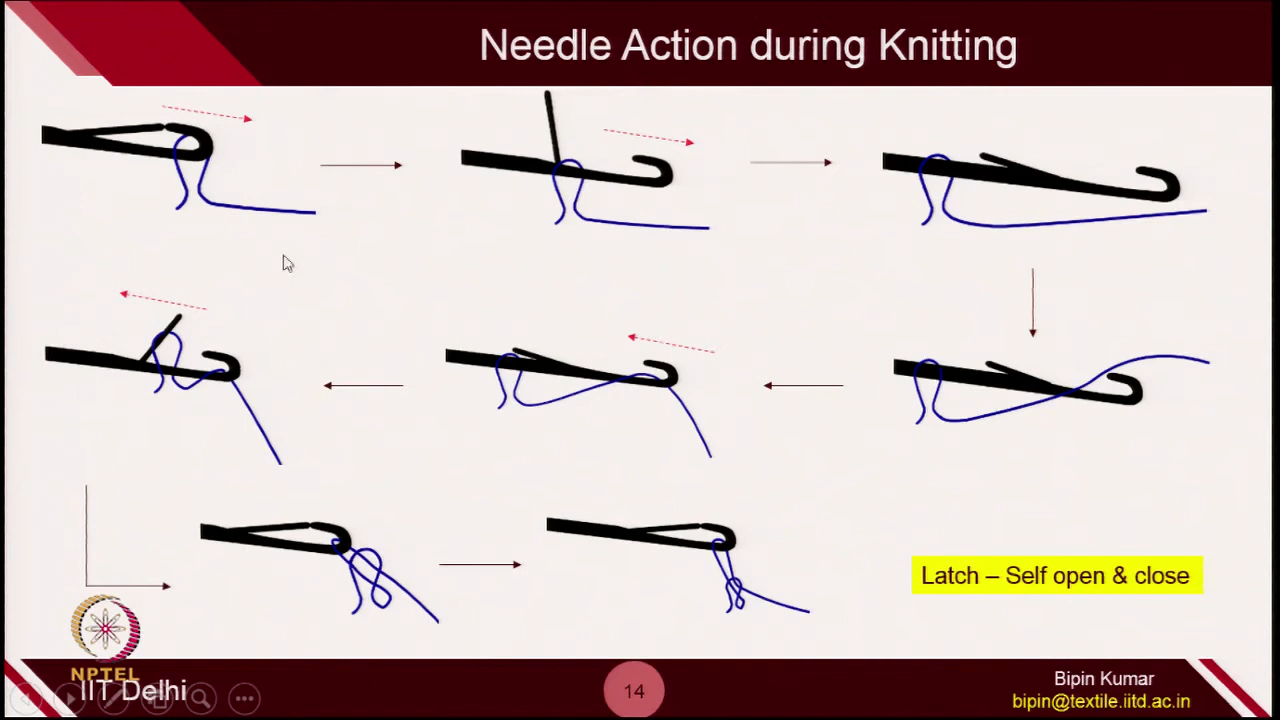 Needle Action during Knitting
Latch – Self open & close
NPTEL
IIT Delhi
14
Bipin Kumar
bipin@textile.iitd.ac.in